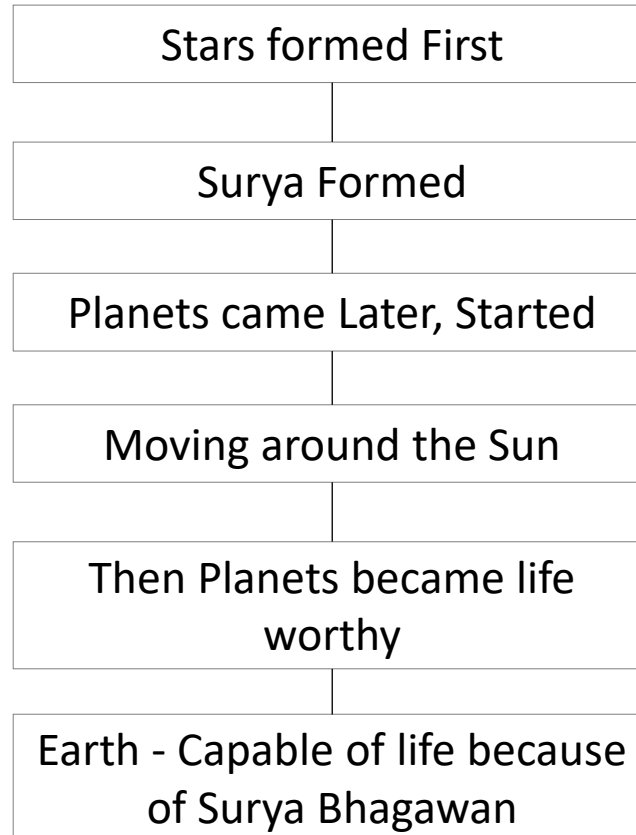 Stars formed First
Surya Formed
Planets came Later, Started
Moving around the Sun
Then Planets became life
worthy
Earth - Capable of life because
of Surya Bhagawan